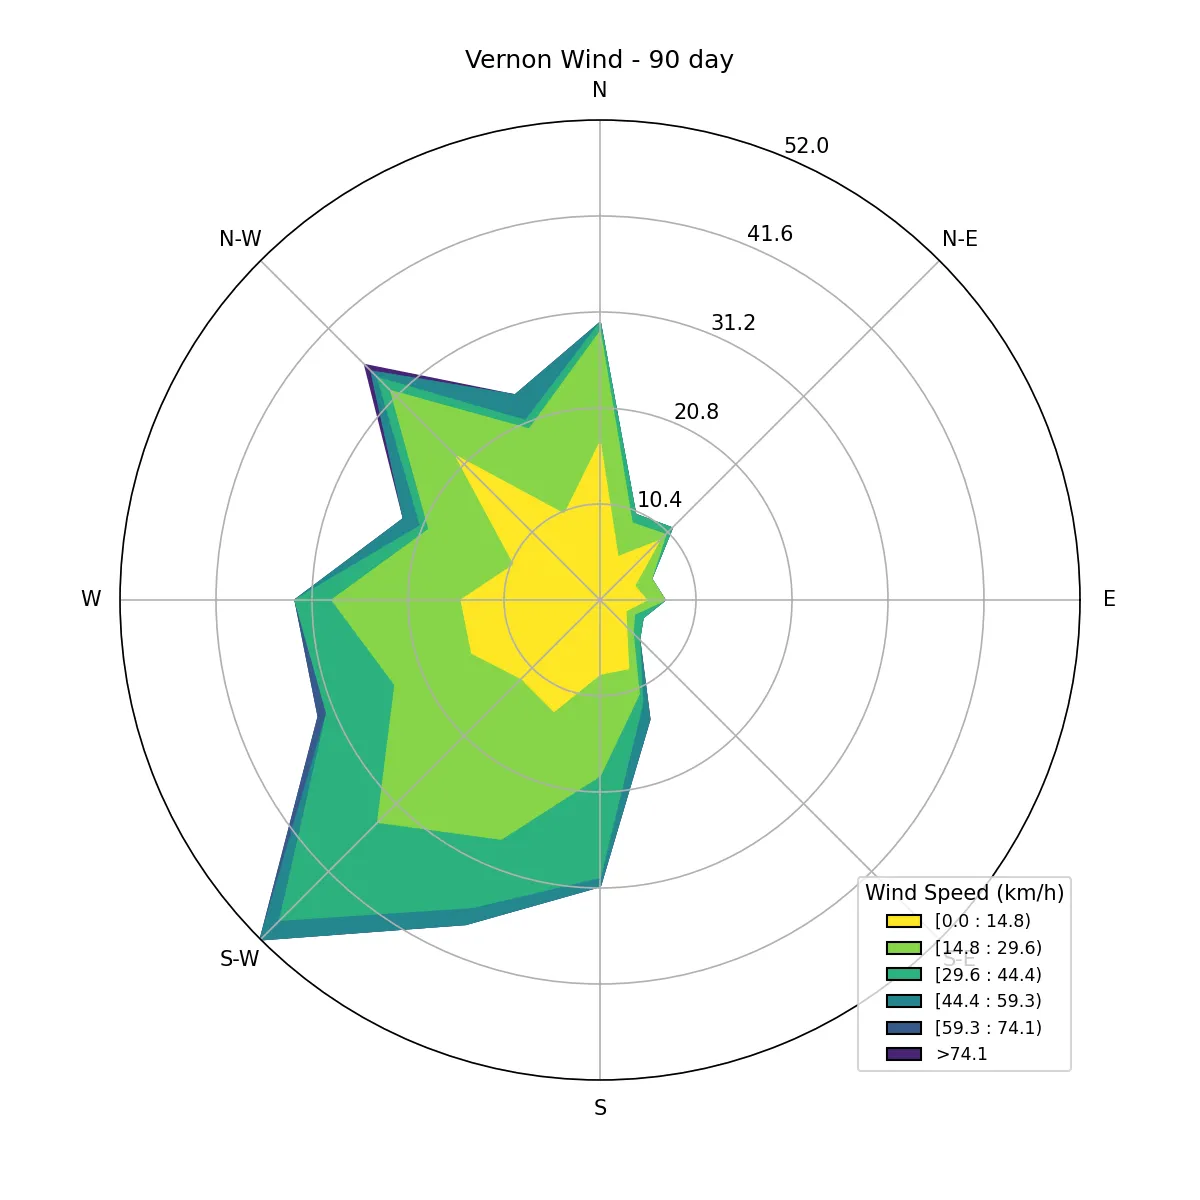 Vernon Wind - 90 day
N
52.0
41.6
N-W
N-E
31.2
20.8
10.4
W
E
S-W
S-E
S
Wind Speed (km/h)
[0.0 : 14.8)
[14.8 : 29.6)
[29.6 : 44.4)
[44.4 : 59.3)
[59.3 : 74.1)
>74.1